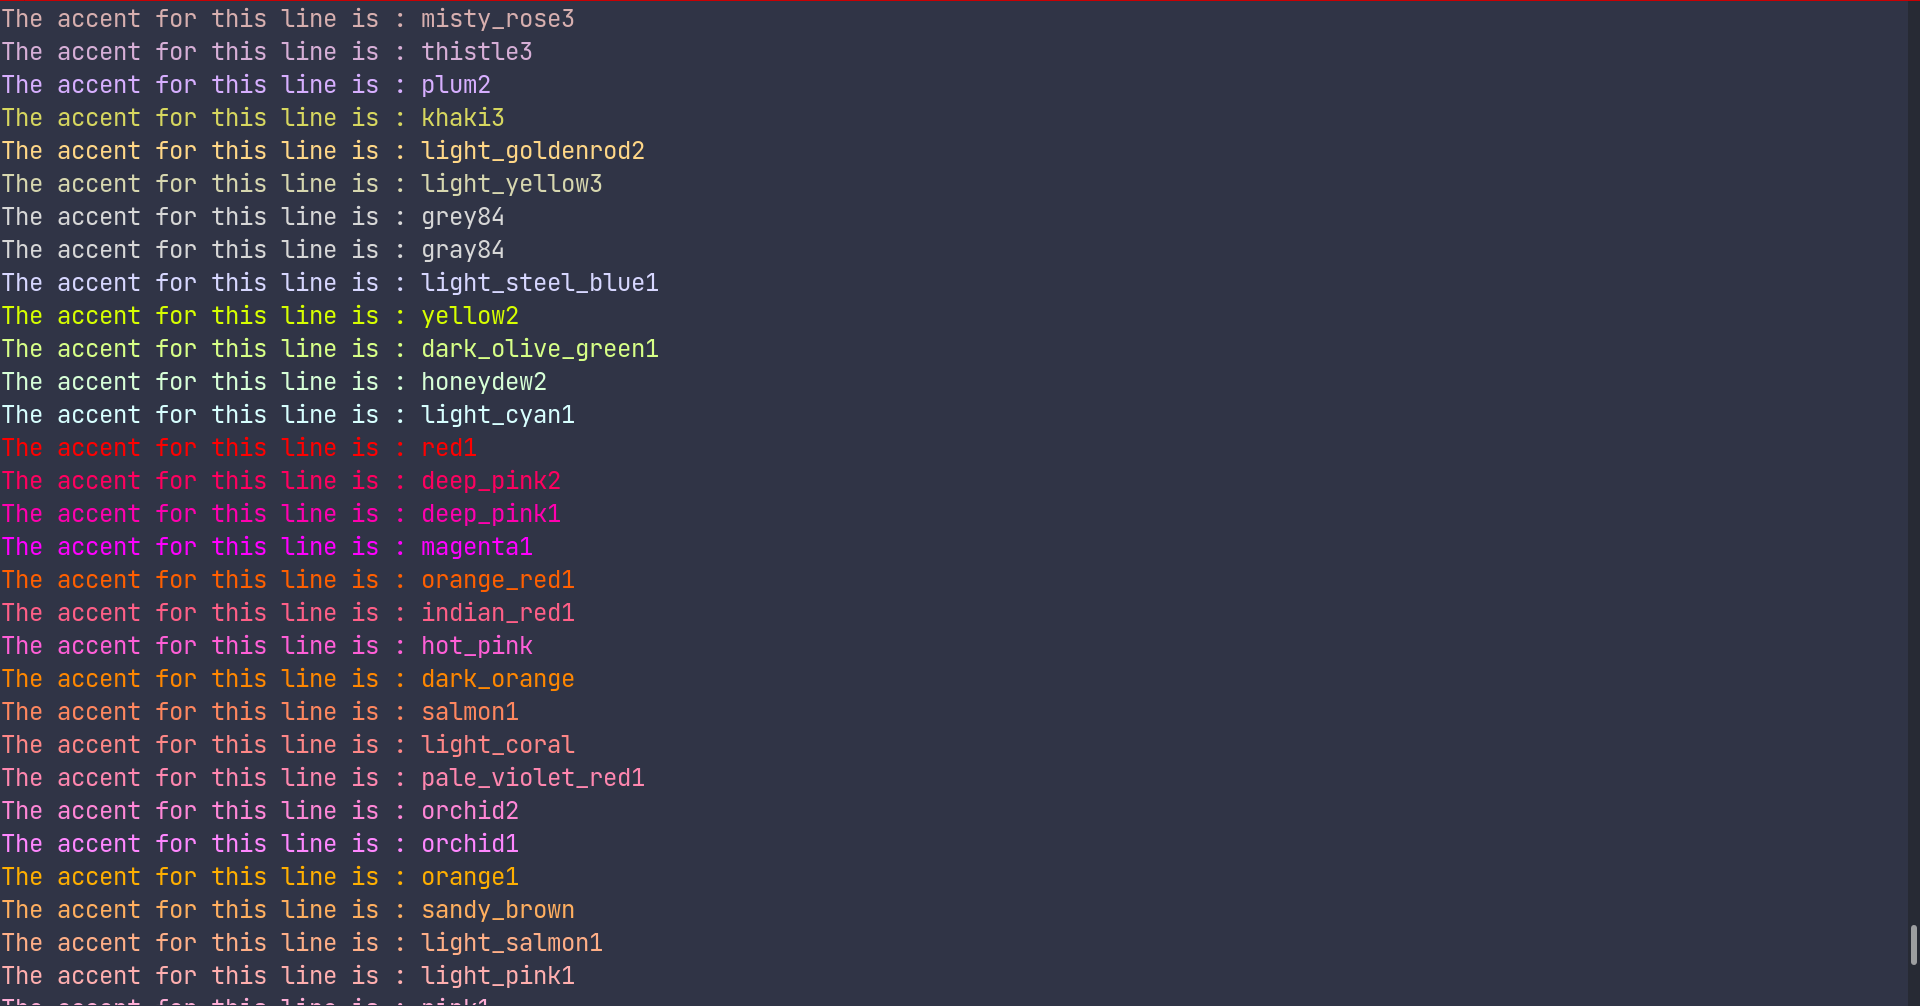 The accent for this line is : misty_rose3
The accent for this line is : thistle3
The accent for this line is : plum2
The accent for this line is : khaki3
The accent for this line is : light_goldenrod2
The accent for this line is : light_yellow3
The accent for this line is : grey84
The accent for this line is : gray84
The accent for this line is : light_steel_blue1
The accent for this line is : yellow2
The accent for this line is : dark_olive_green1
The accent for this line is : honeydew2
The accent for this line is : light_cyan1
The accent for this line is : red1
The accent for this line is : deep_pink2
The accent for this line is : deep_pink1
The accent for this line is : magenta1
The accent for this line is : orange_red1
The accent for this line is : indian_red1
The accent for this line is : hot_pink
The accent for this line is : dark_orange
The accent for this line is : salmon1
The accent for this line is : light_coral
The accent for this line is : pale_violet_red1
The accent for this line is : orchid2
The accent for this line is : orchid1
The accent for this line is : orange1
The accent for this line is : sandy_brown
The accent for this line is : light_salmon1
The accent for this line is : light_pink1
The accent for this line is : pink1